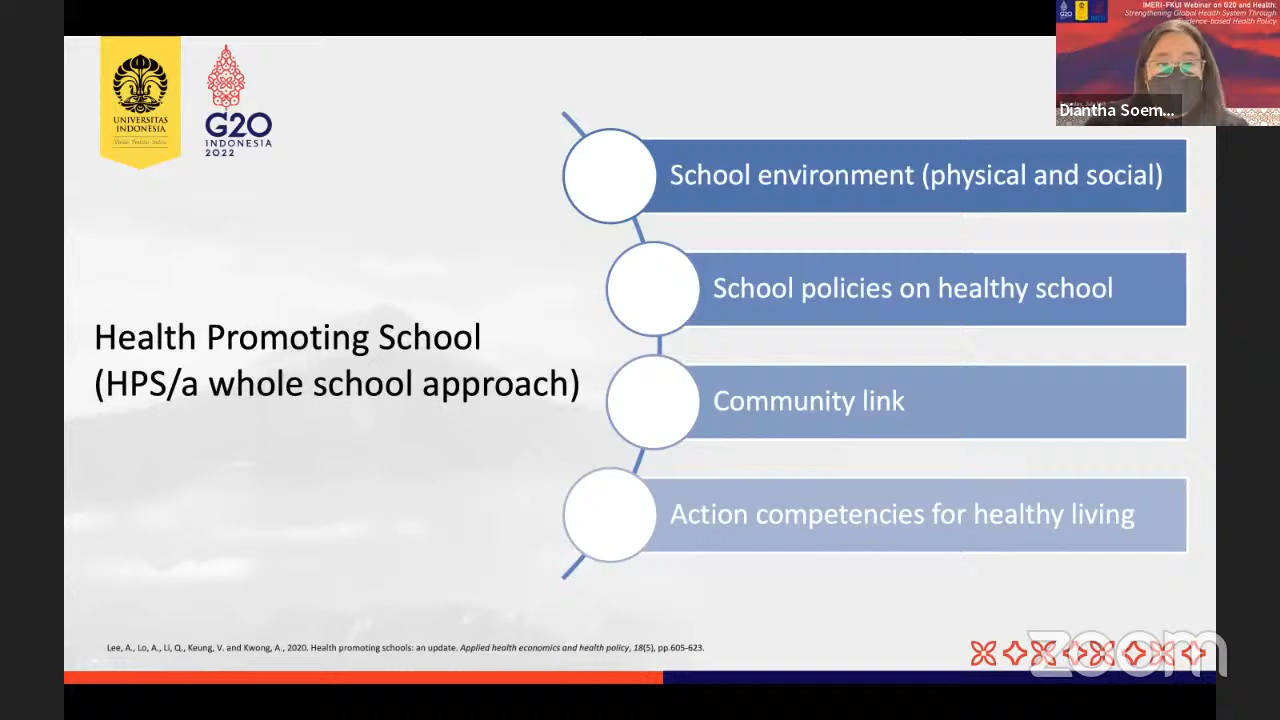 UNIVERSITAS
INDONESIA
G20
INDONESIA
2022
IMERI-FKUI Webinar on G20 and Health:
Strengthening Global Health System Through
Evidence-based Health Policy
Diantha Soem...
School environment (physical and social)
School policies on healthy school
Health Promoting School
(HPS/a whole school approach)
Community link
Action competencies for healthy living
Lee, A., Lo, A., Li, Q., Keung, V. and Kwong, A., 2020. Health promoting schools: an update. Applied health economics and health policy, 18(5), pp.605-623.
zoom